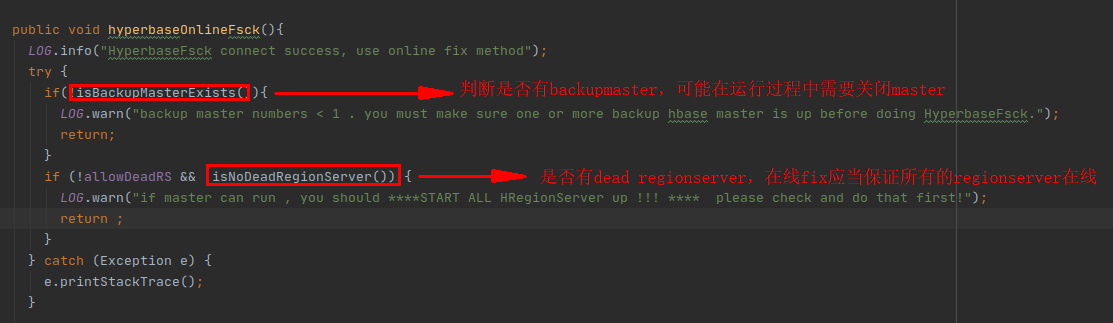 public void hyperbaseOnlineFsck(){
LOG.info("HyperbaseFsck connect success, use online fix method");
try {
if(!isBackupMasterExists()){ 判断是否有backupmaster，可能在运行过程中需要关闭master
LOG.warn("backup master numbers < 1 . you must make sure one or more backup hbase master is up before doing HyperbaseFsck.");
return;
}
if (!allowDeadRS && isNoDeadRegionServer()) { 是否有dead regionserver，在线fix应当保证所有的regionserver在线
LOG.warn("if master can run , you should ****START ALL HRegionServer up !!! ****  please check and do that first!");
return ;
}
} catch (Exception e) {
e.printStackTrace();
}